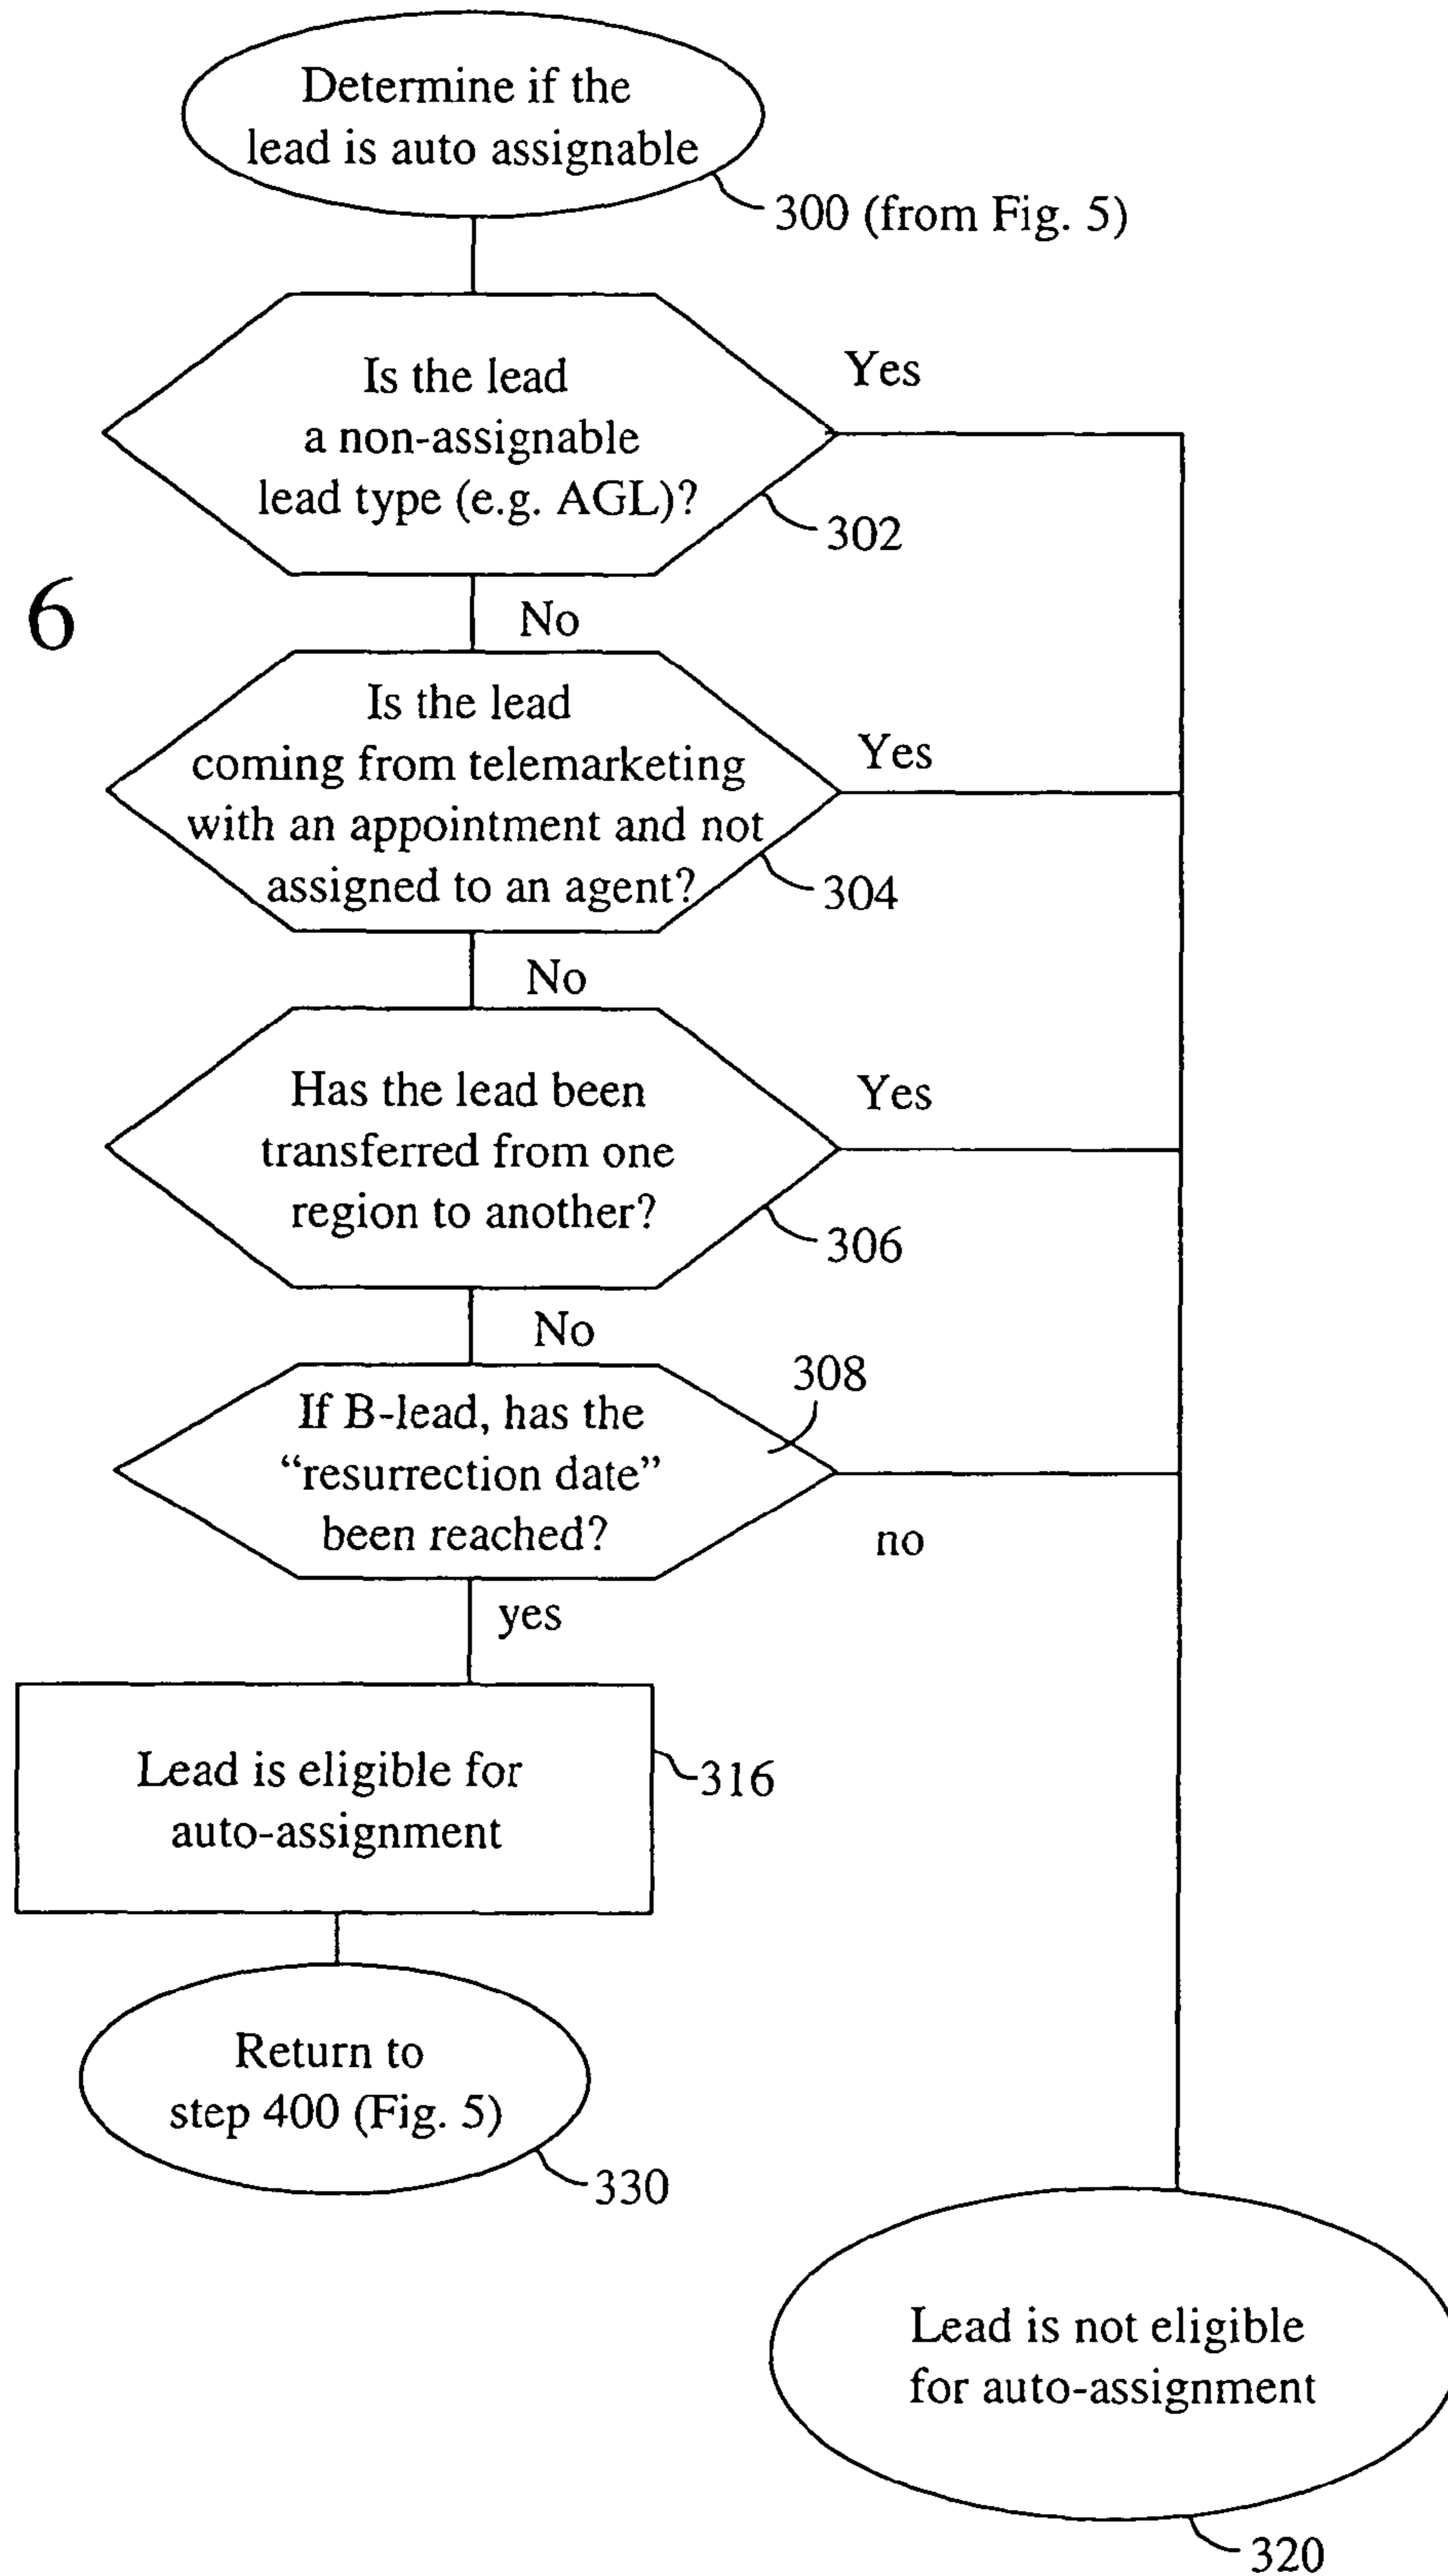 Determine if the
lead is auto assignable
300 (from Fig. 5)
Is the lead
a non-assignable
lead type (e.g. AGL)?
Yes
302
6
No
Is the lead
coming from telemarketing
with an appointment and not
assigned to an agent?
Yes
304
No
Has the lead been
transferred from one
region to another?
Yes
306
No
308
If B-lead, has the
“resurrection date”
been reached?
no
yes
Lead is eligible for
auto-assignment
316
Return to
step 400 (Fig. 5)
330
Lead is not eligible
for auto-assignment
320